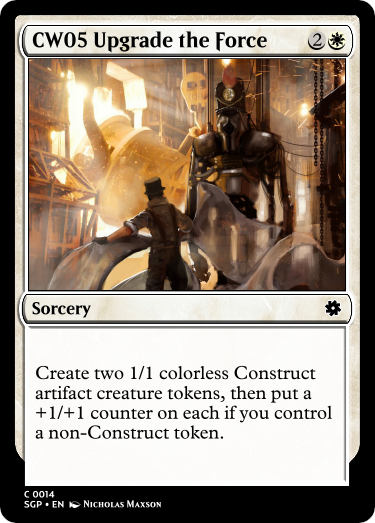 CW05 Upgrade the Force 2
Sorcery
Create two 1/1 colorless Construct
artifact creature tokens, then put a
+1/+1 counter on each if you control
a non-Construct token.
C 0014
SGP • EN Nicholas Maxson